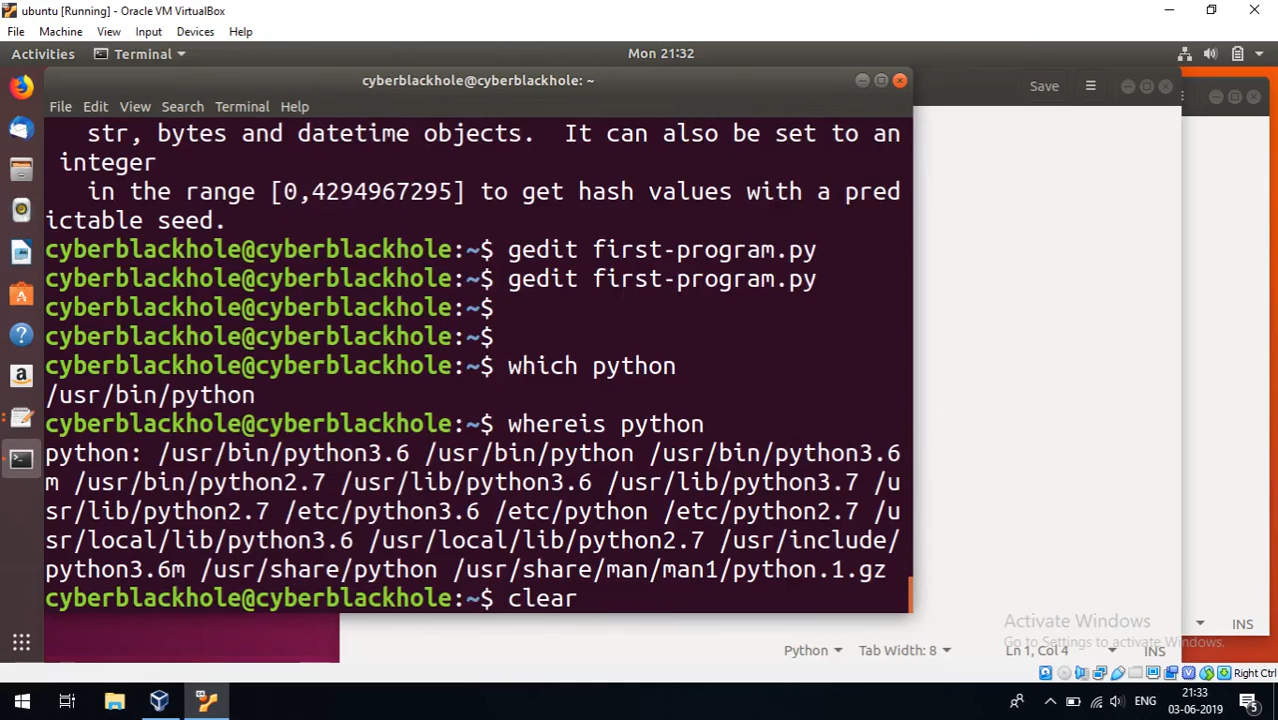 ubuntu [Running] - Oracle VM VirtualBox
File Machine View Input Devices Help
Activities Terminal Mon 21:32
cyberblackhole@cyberblackhole: ~
Save
File Edit View Search Terminal Help
str, bytes and datetime objects.  It can also be set to an
integer
in the range [0,4294967295] to get hash values with a pred
ictable seed.
cyberblackhole@cyberblackhole:~$ gedit first-program.py
cyberblackhole@cyberblackhole:~$ gedit first-program.py
cyberblackhole@cyberblackhole:~$
cyberblackhole@cyberblackhole:~$
cyberblackhole@cyberblackhole:~$ which python
/usr/bin/python
cyberblackhole@cyberblackhole:~$ whereis python
python: /usr/bin/python3.6 /usr/bin/python /usr/bin/python3.6
m /usr/bin/python2.7 /usr/lib/python3.6 /usr/lib/python3.7 /u
sr/lib/python2.7 /etc/python3.6 /etc/python /etc/python2.7 /u
sr/local/lib/python3.6 /usr/local/lib/python2.7 /usr/include/
python3.6m /usr/share/python /usr/share/man/man1/python.1.gz
cyberblackhole@cyberblackhole:~$ clear
Activate Windows
Go to Settings to activate Windows.
INS
Python Tab Width: 8 Ln 1, Col 4 INS
Right Ctrl
ENG
21:33
03-06-2019
5